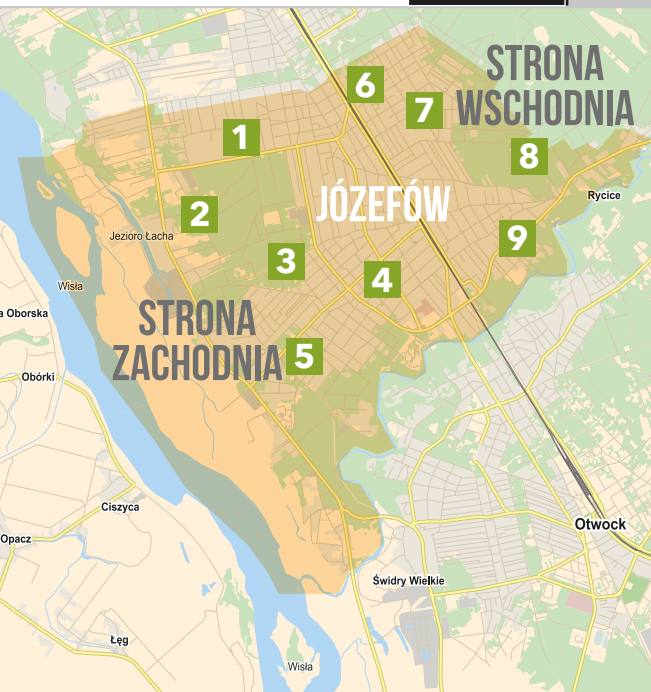 STRONA
WSCHODNIA
6
7
1
8
Rycice
JÓZEFÓW
2
9
Jezioro Łacha
3
4
Wisła
a Oborska
STRONA
ZACHODNIA
5
Obórki
Ciszyca
Otwock
Opacz
Świdry Wielkie
Łęg
Wisła